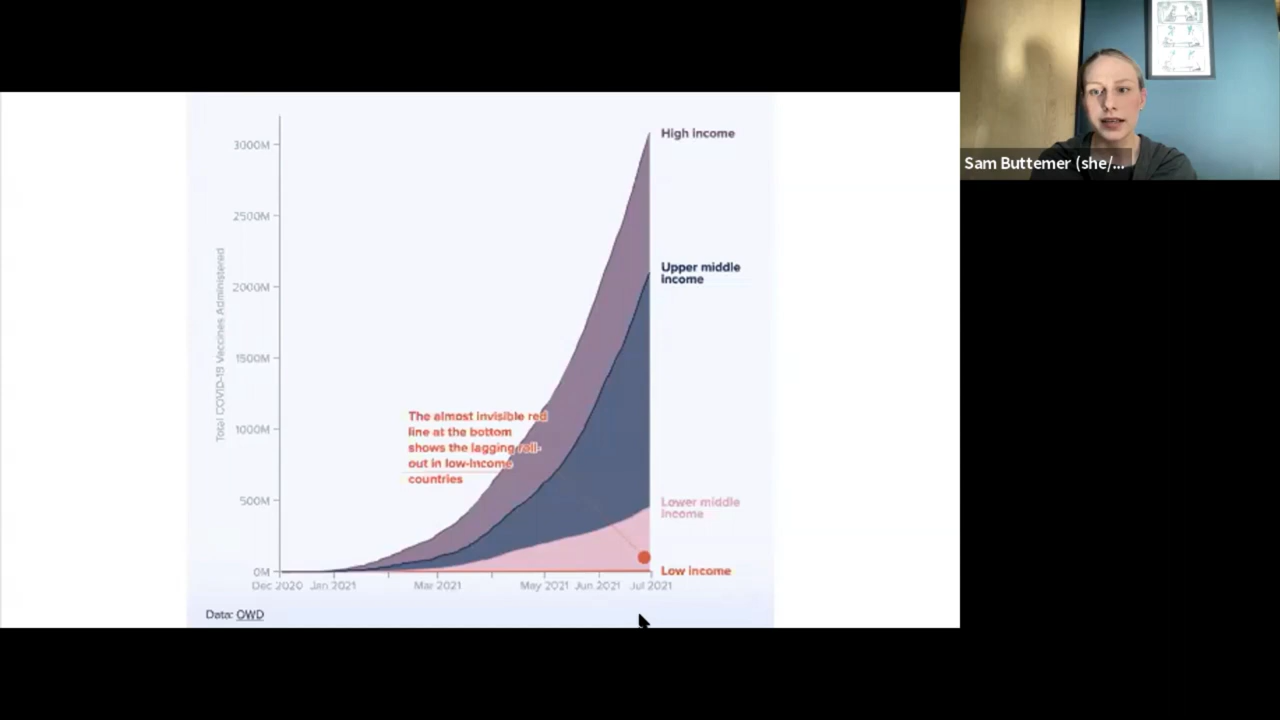 High income
3000M
2500M
Upper middle
income
2000M
Total COVID-19 Vaccines Administered
1500M
1000M
The almost invisible red
line at the bottom
shows the lagging roll-
out in low-income
countries
500M
Lower middle
income
0M
Low income
Dec 2020 Jan 2021 Mar 2021 May 2021 Jun 2021 Jul 2021
Data: OWD
Sam Buttemer (she/...